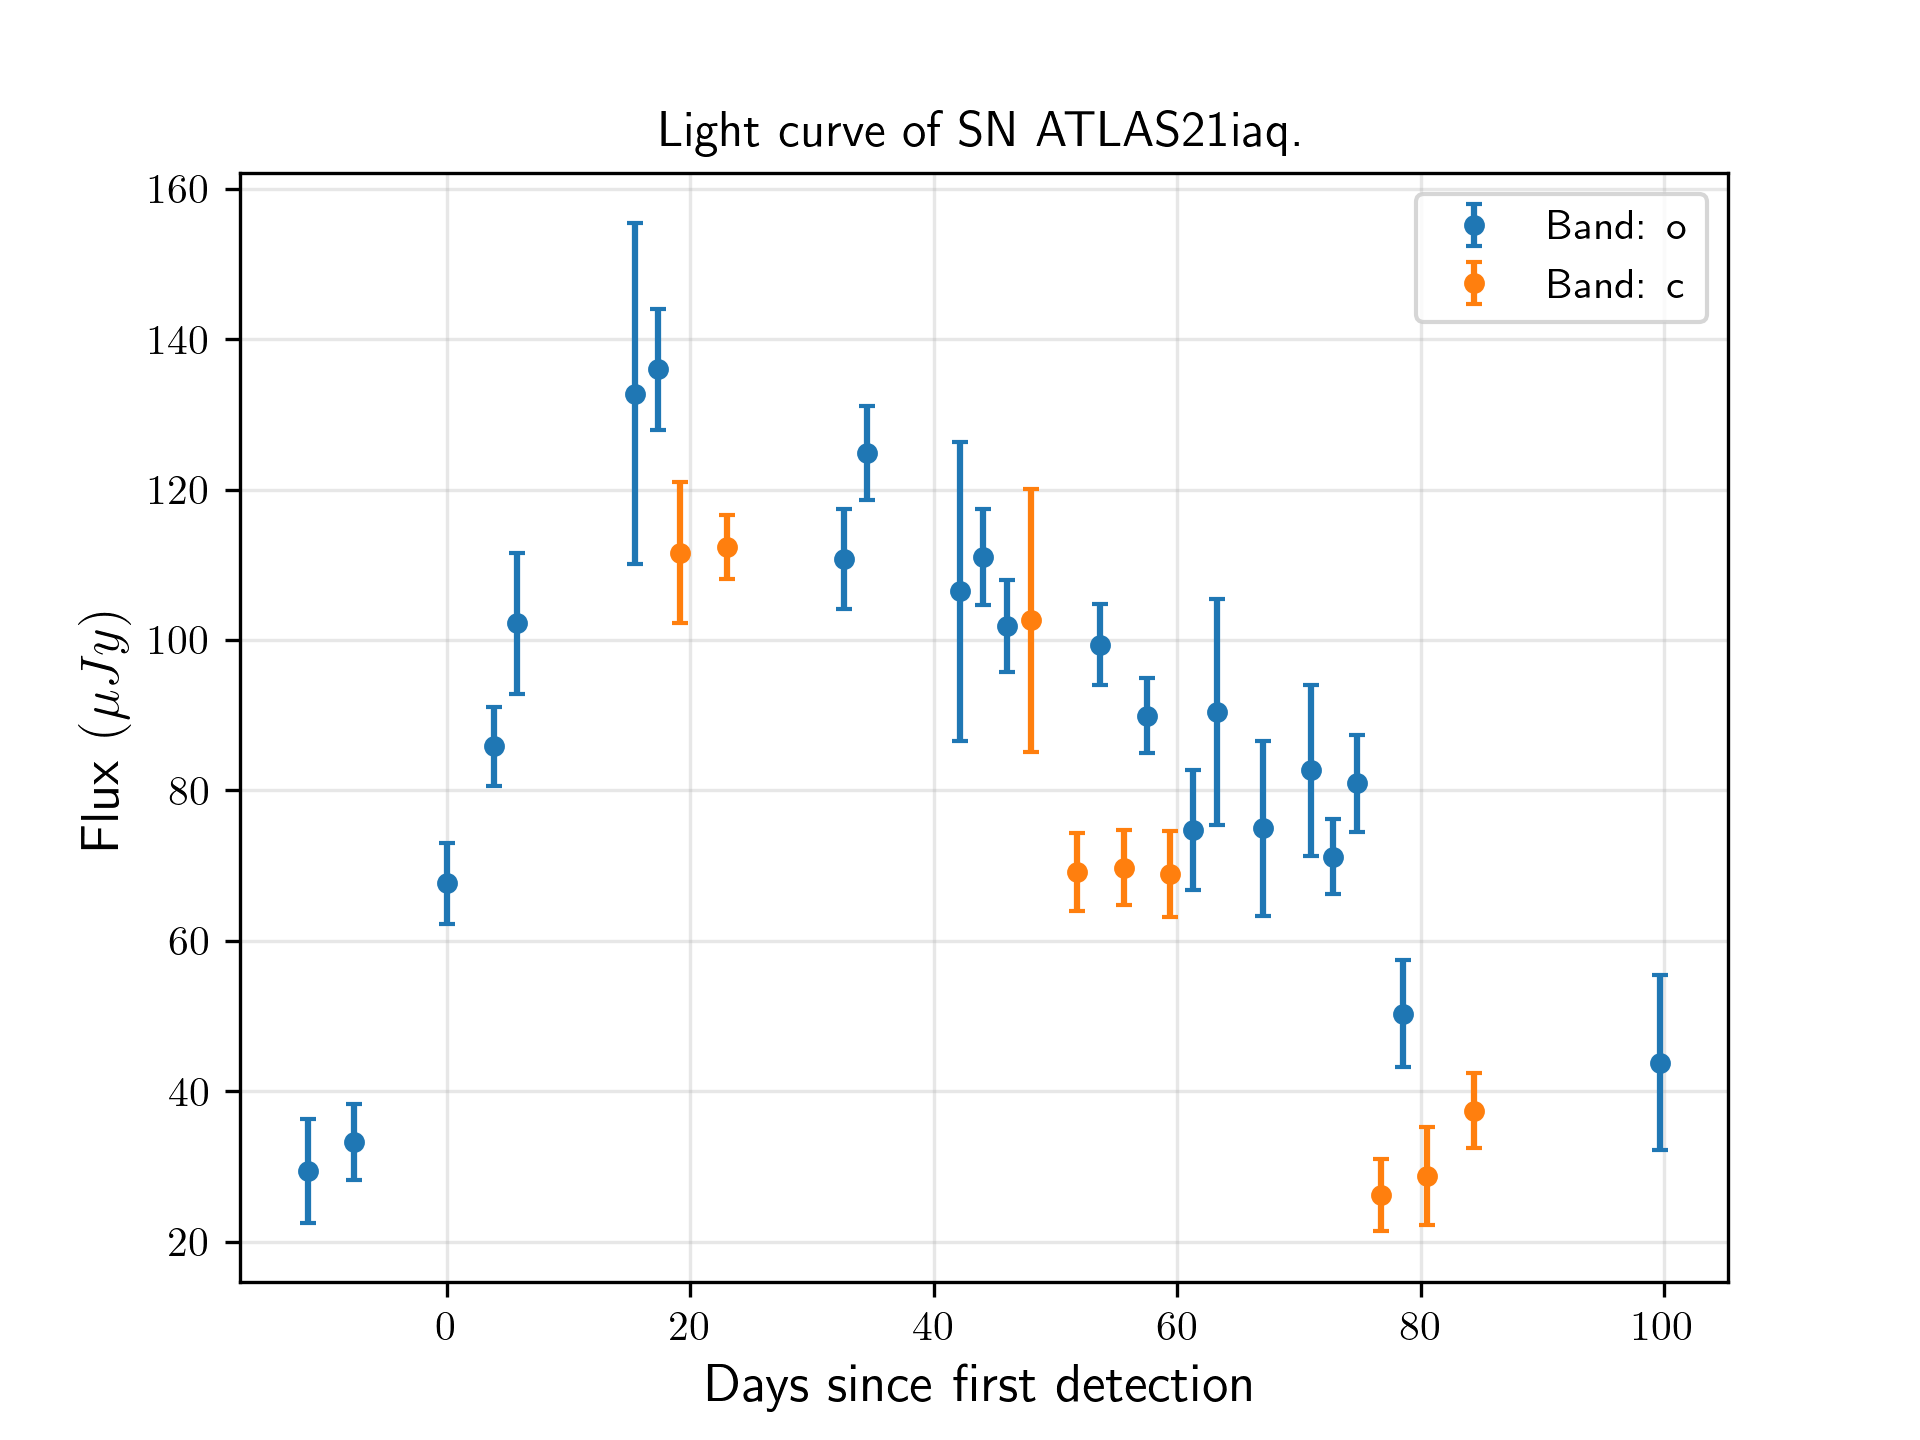 Light curve of SN ATLAS21iaq.
160
140
120
100
80
60
40
20
Flux (μJy)
Band: o
Band: c
0 20 40 60 80 100
Days since first detection